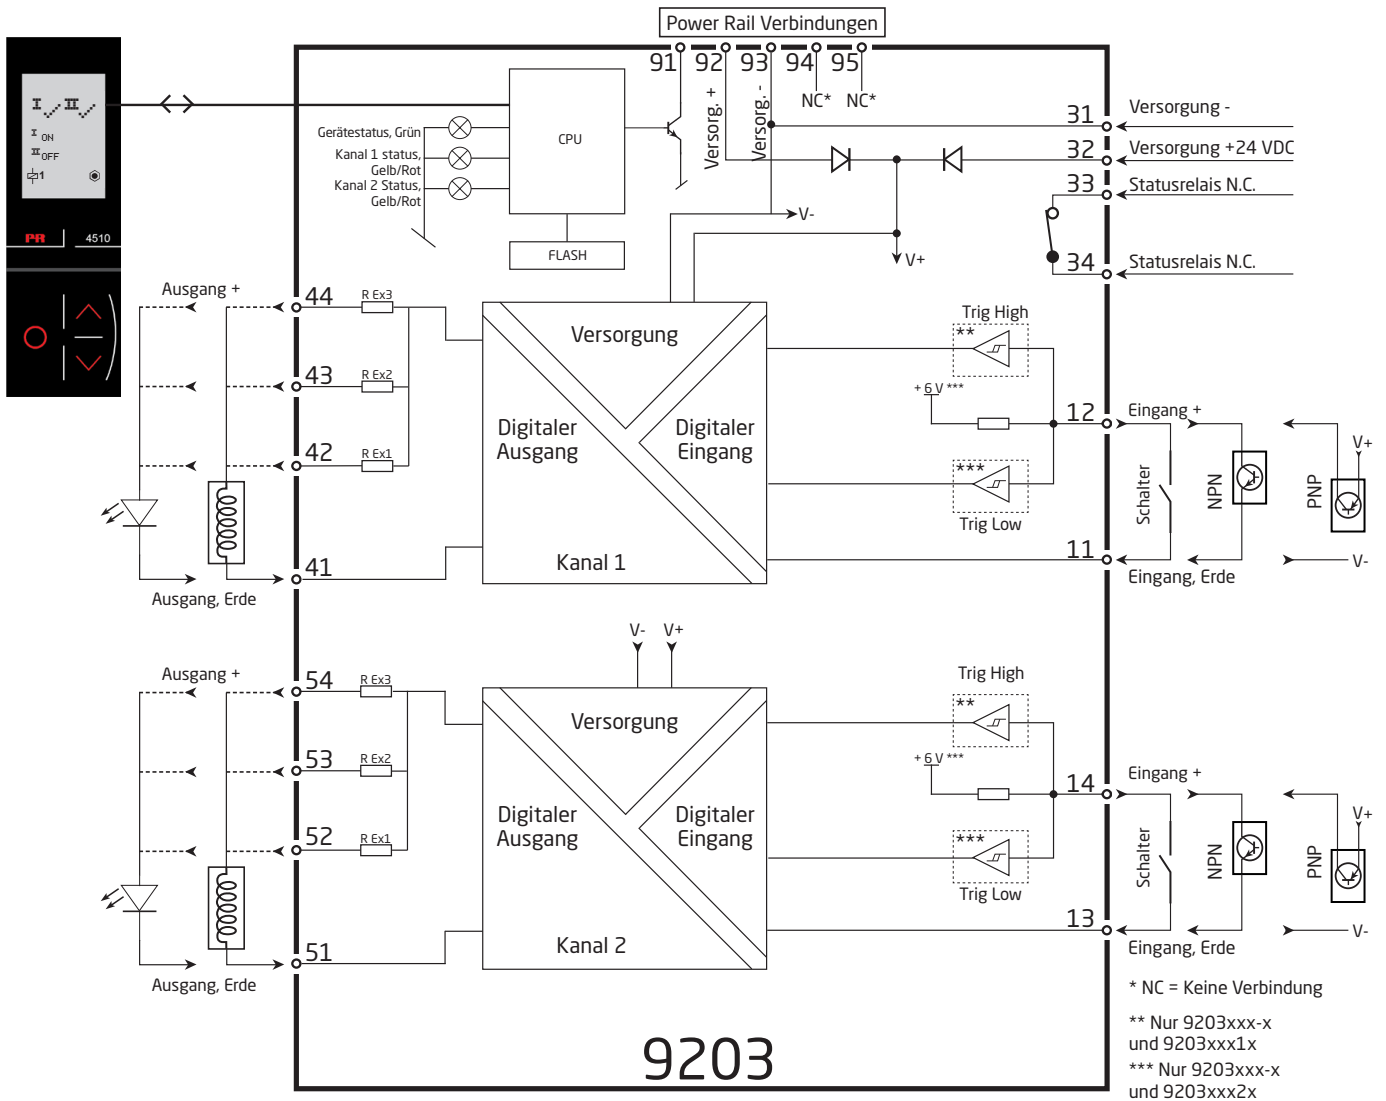 Power Rail Verbindungen
91 92 93 94 95
Versorg. +
Versorg. -
NC* NC*
I II
I ON
II OFF
1
PR 4510
CPU
FLASH
Gerätestatus, Grün
Kanal 1 status,
Gelb/Rot
Kanal 2 Status,
Gelb/Rot
V-
V+
31 Versorgung -
32 Versorgung +24 VDC
33 Statusrelais N.C.
34 Statusrelais N.C.
Ausgang +
44 R Ex3
43 R Ex2
42 R Ex1
41
Ausgang, Erde
Versorgung
Digitaler
Ausgang
Digitaler
Eingang
Kanal 1
Trig High
**
+ 6 V ***
***
Trig Low
12 Eingang +
11
Eingang, Erde
Schalter
NPN
PNP
V+
V-
V- V+
Ausgang +
54 R Ex3
53 R Ex2
52 R Ex1
51
Ausgang, Erde
Versorgung
Digitaler
Ausgang
Digitaler
Eingang
Kanal 2
Trig High
**
+ 6 V ***
***
Trig Low
14 Eingang +
13
Eingang, Erde
Schalter
NPN
PNP
V+
V-
* NC = Keine Verbindung
** Nur 9203xxx-x
und 9203xxx1x
*** Nur 9203xxx-x
und 9203xxx2x
9203